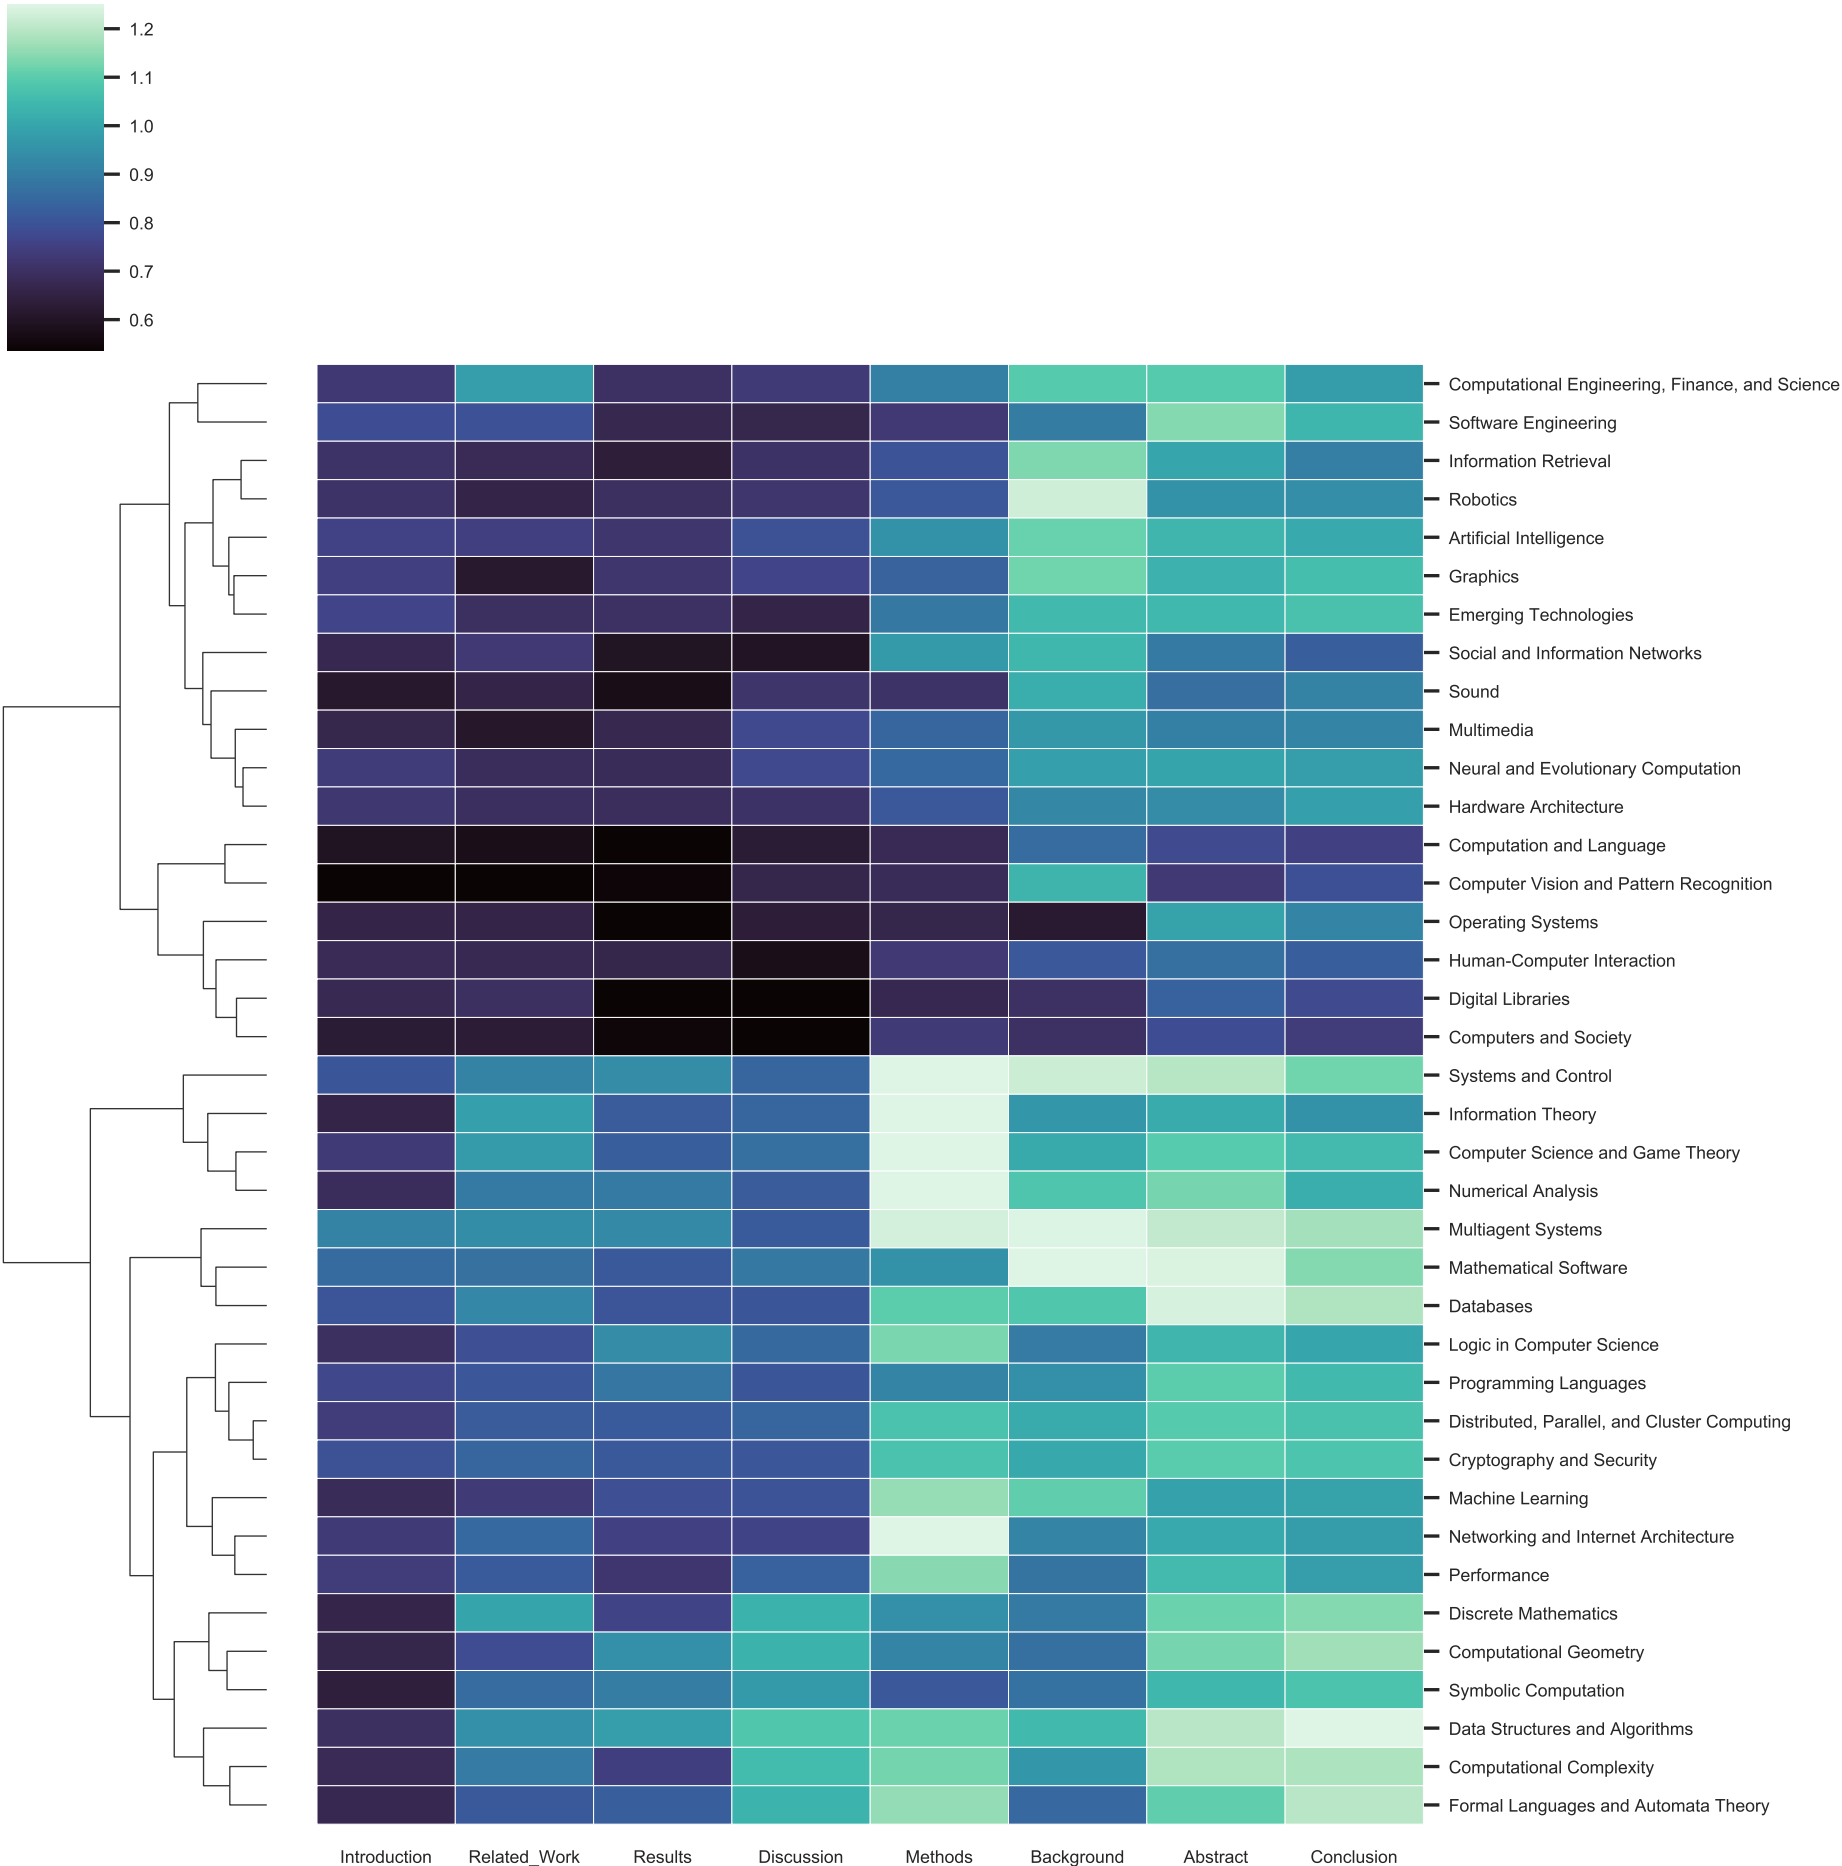 1.2
1.1
1.0
0.9
0.8
0.7
0.6
Computational Engineering, Finance, and Science
Software Engineering
Information Retrieval
Robotics
Artificial Intelligence
Graphics
Emerging Technologies
Social and Information Networks
Sound
Multimedia
Neural and Evolutionary Computation
Hardware Architecture
Computation and Language
Computer Vision and Pattern Recognition
Operating Systems
Human-Computer Interaction
Digital Libraries
Computers and Society
Systems and Control
Information Theory
Computer Science and Game Theory
Numerical Analysis
Multiagent Systems
Mathematical Software
Databases
Logic in Computer Science
Programming Languages
Distributed, Parallel, and Cluster Computing
Cryptography and Security
Machine Learning
Networking and Internet Architecture
Performance
Discrete Mathematics
Computational Geometry
Symbolic Computation
Data Structures and Algorithms
Computational Complexity
Formal Languages and Automata Theory
Introduction Related_Work Results Discussion Methods Background Abstract Conclusion